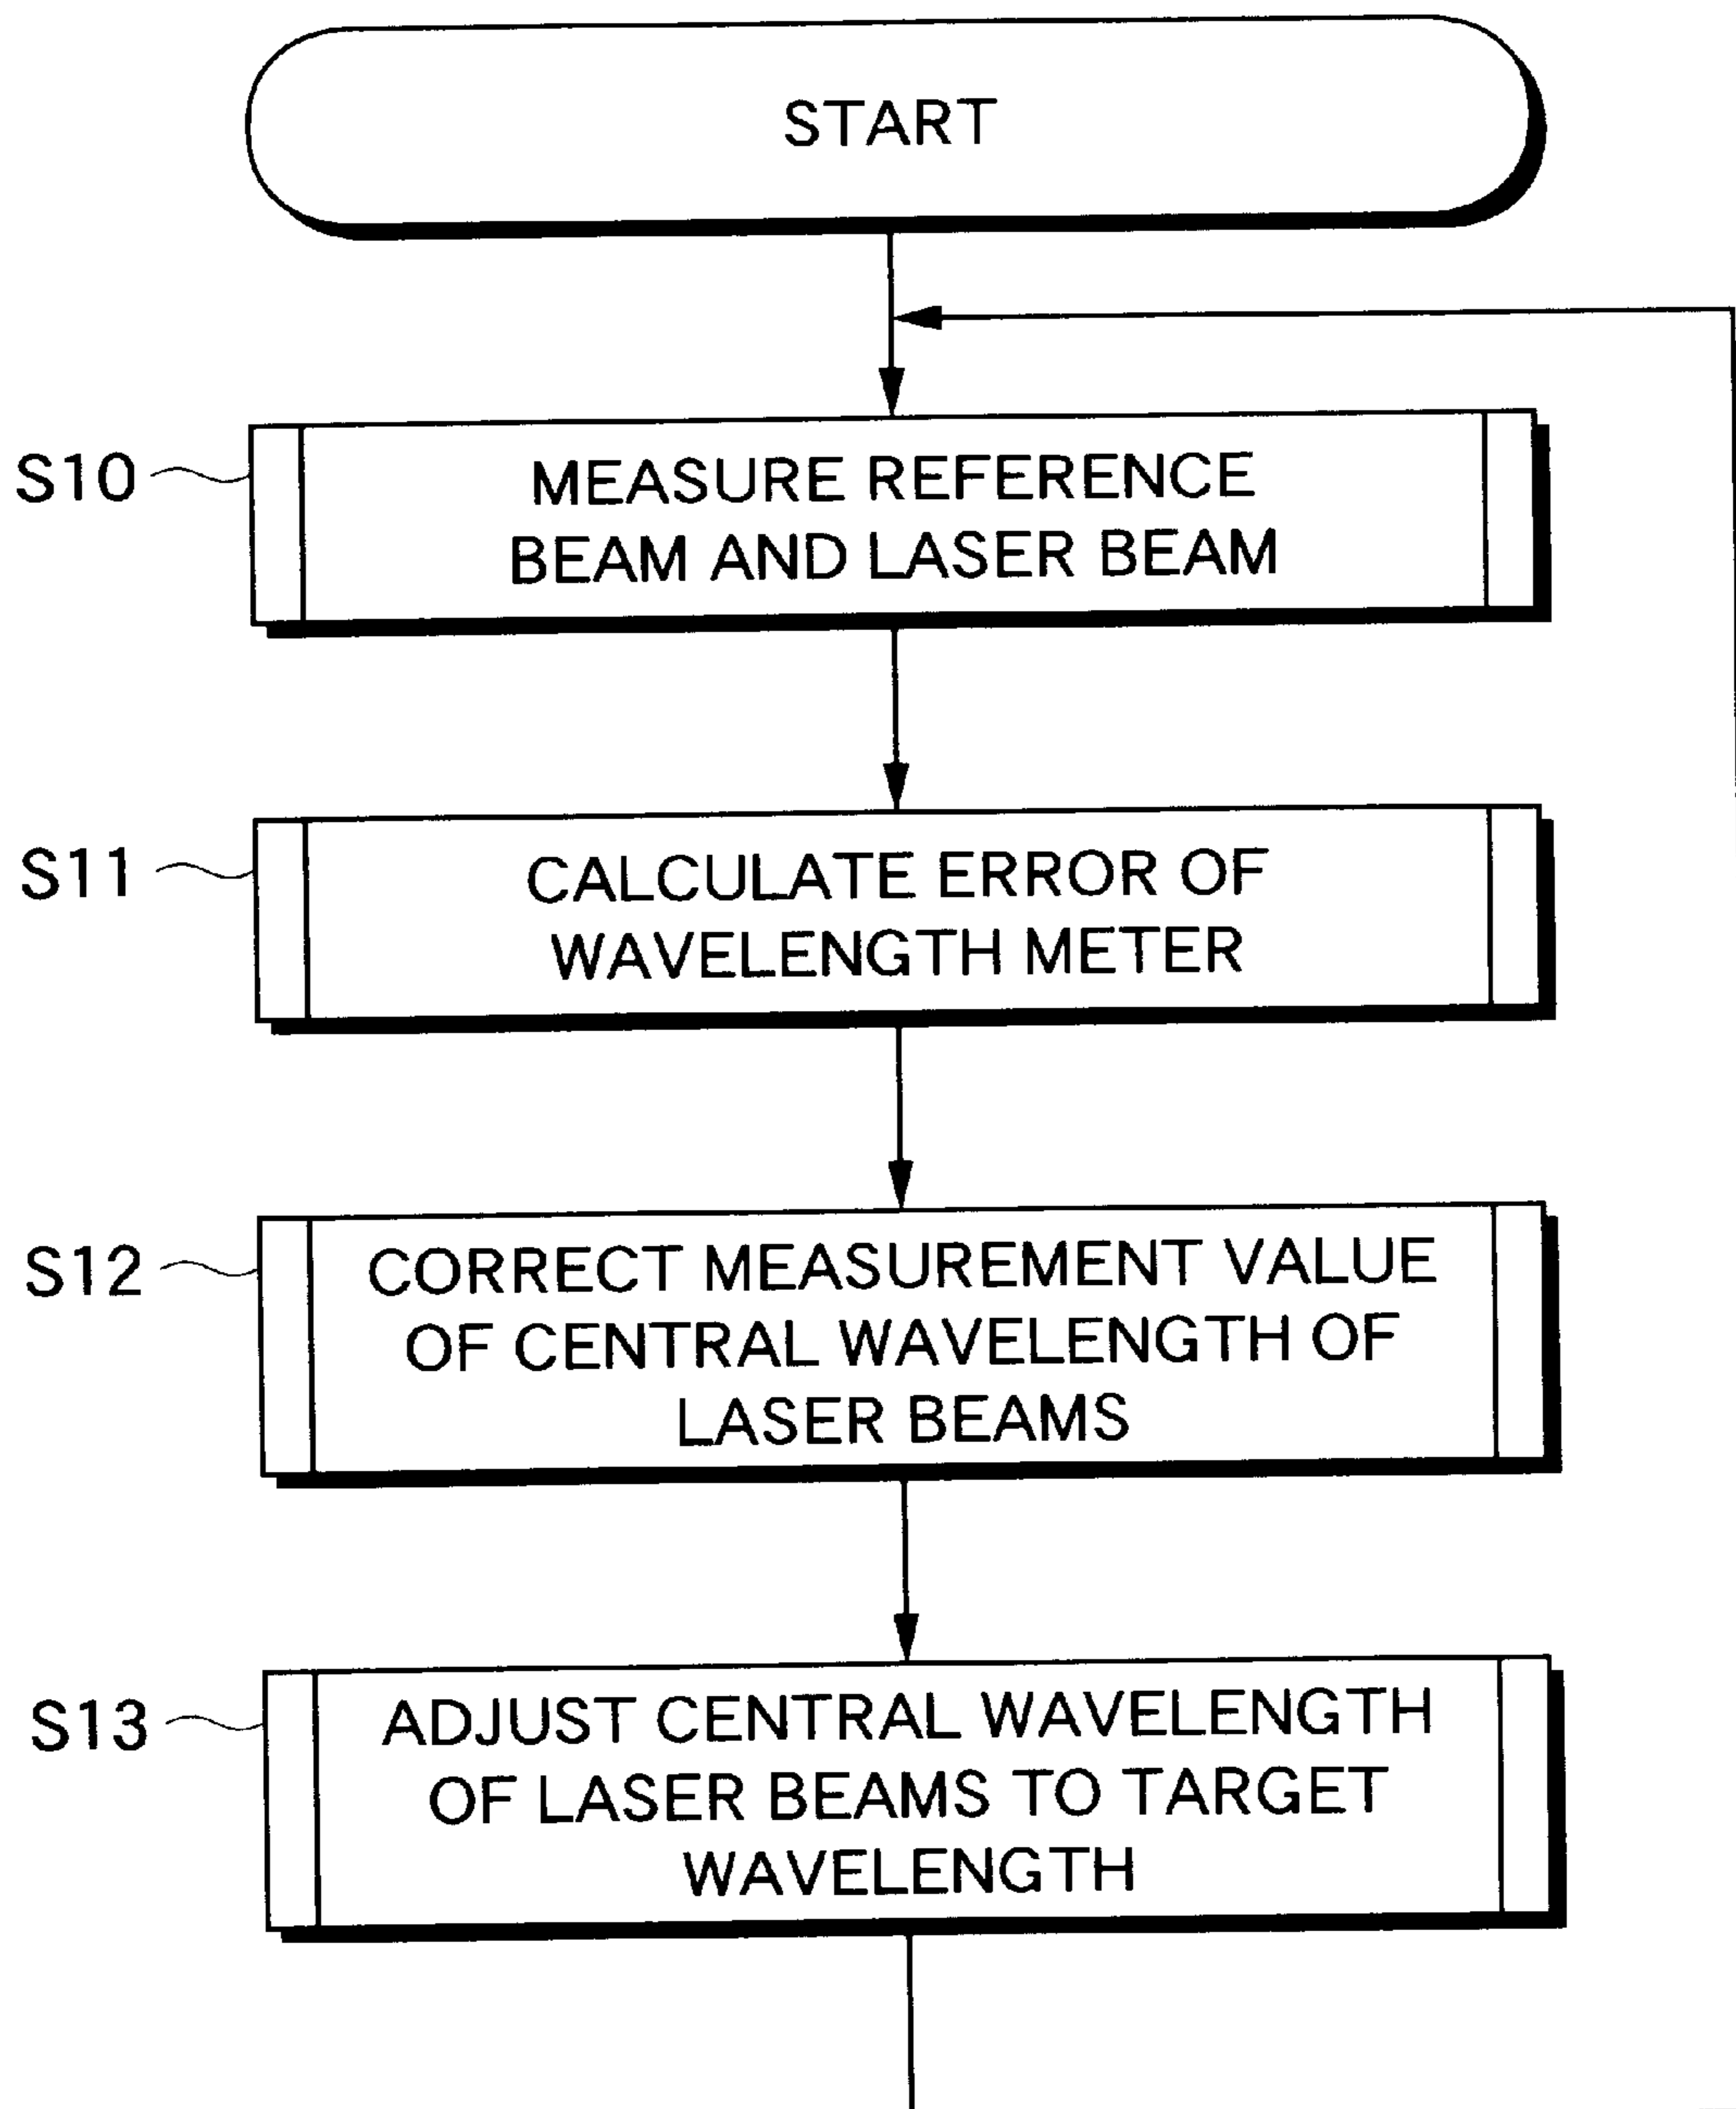 START
S10
MEASURE REFERENCE
BEAM AND LASER BEAM
S11
CALCULATE ERROR OF
WAVELENGTH METER
S12
CORRECT MEASUREMENT VALUE
OF CENTRAL WAVELENGTH OF
LASER BEAMS
S13
ADJUST CENTRAL WAVELENGTH
OF LASER BEAMS TO TARGET
WAVELENGTH